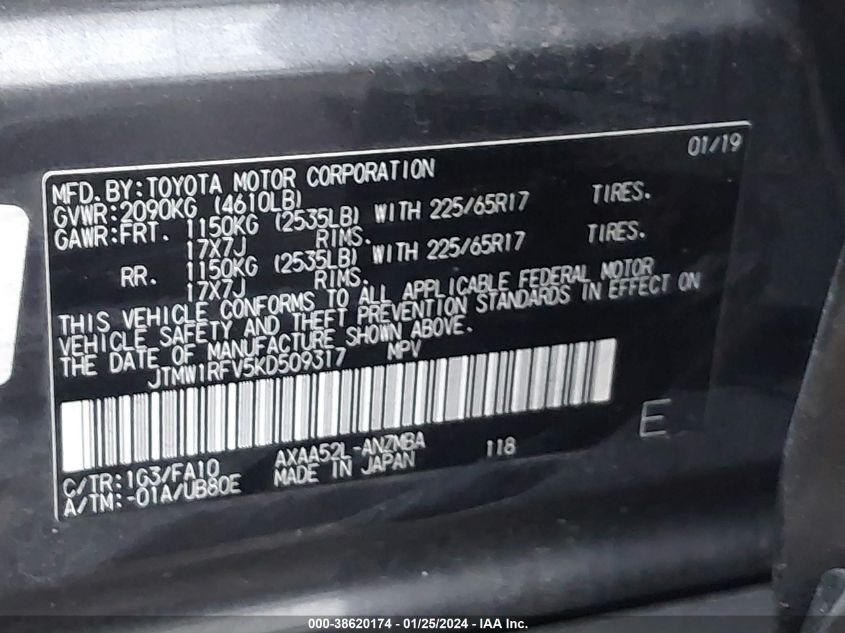 01/19
MFD. BY:TOYOTA MOTOR CORPORATION
GVWR:2090KG (4610LB)
GAWR:FRT. 1150KG (2535LB) WITH 225/65R17 TIRES.
17X7J RIMS.
RR. 1150KG (2535LB) WITH 225/65R17 TIRES.
17X7J RIMS.
THIS VEHICLE CONFORMS TO ALL APPLICABLE FEDERAL MOTOR
VEHICLE SAFETY AND THEFT PREVENTION STANDARDS IN EFFECT ON
THE DATE OF MANUFACTURE SHOWN ABOVE.
JTMW1RFV5KD509317 MPV
E
C/TR:1G3/FA10 AXAA52L-ANZMBA 118
A/TM:-01A/UB80E MADE IN JAPAN
000-38620174 - 01/25/2024 - IAA Inc.